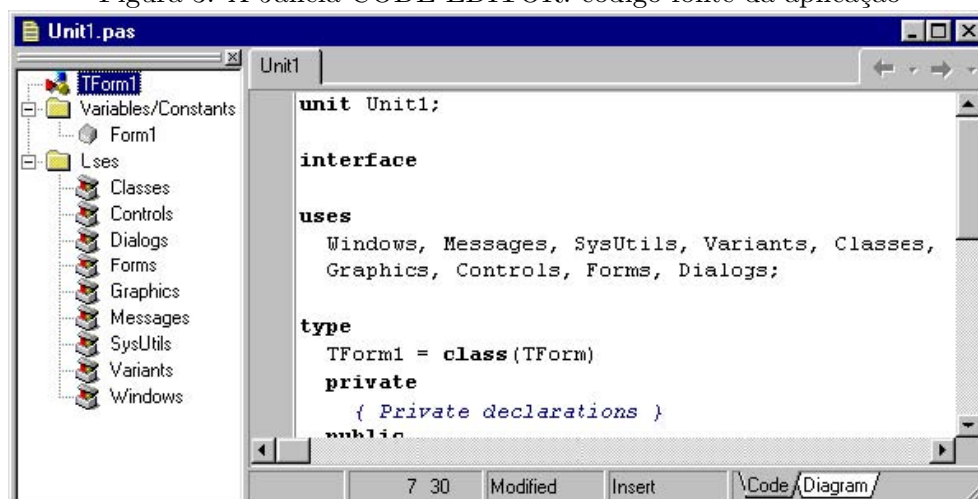 Figura 3: A Janela CODE EDITOR: código fonte da aplicação
Unit1.pas
TForm1
Variables/Constants
Form1
Uses
Classes
Controls
Dialogs
Forms
Graphics
Messages
SysUtils
Variants
Windows
Unit1
unit Unit1;
interface
uses
Windows, Messages, SysUtils, Variants, Classes,
Graphics, Controls, Forms, Dialogs;
type
TForm1 = class(TForm)
private
{ Private declarations }
public
7 30
Modified
Insert
Code
Diagram